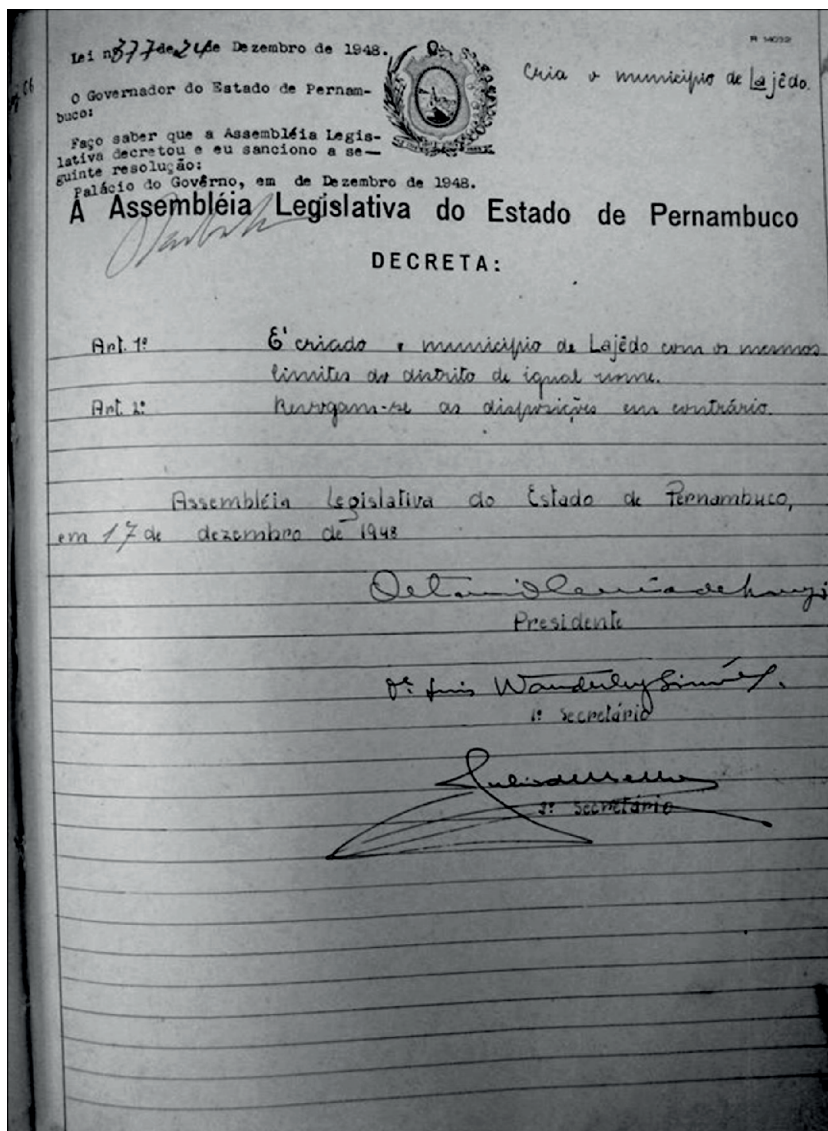 Lei nº 377 de 24 de Dezembro de 1948.
O Governador do Estado de Pernam-
buco:
Faço saber que a Assembléia Legis-
lativa decretou e eu sanciono a se-
guinte resolução:
Palácio do Govêrno, em de Dezembro de 1948.
Cria o município de Lajêdo.
A Assembléia Legislativa do Estado de Pernambuco
DECRETA:
Art. 1º É criado o município de Lajêdo com os mesmos
limites do distrito de igual nome.
Art. 2º Revogam-se as disposições em contrário.
Assembléia Legislativa do Estado de Pernambuco,
em 17 de dezembro de 1948
Presidente
Luis Wanderley Simões.
1º Secretário
2º Secretário